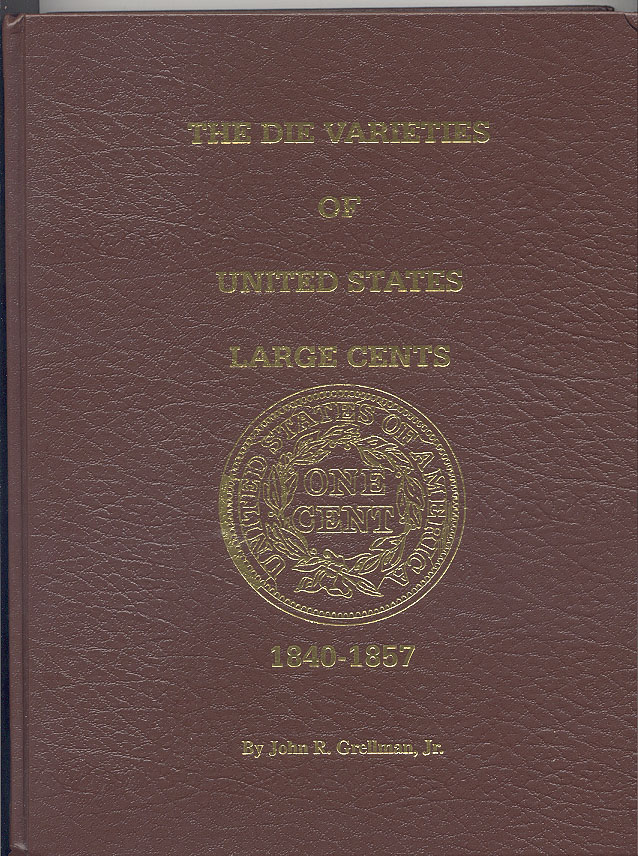 THE DIE VARIETIES
OF
UNITED STATES
LARGE CENTS
UNITED STATES OF AMERICA
ONE
CENT
1840-1857
By John R. Grellman, Jr.